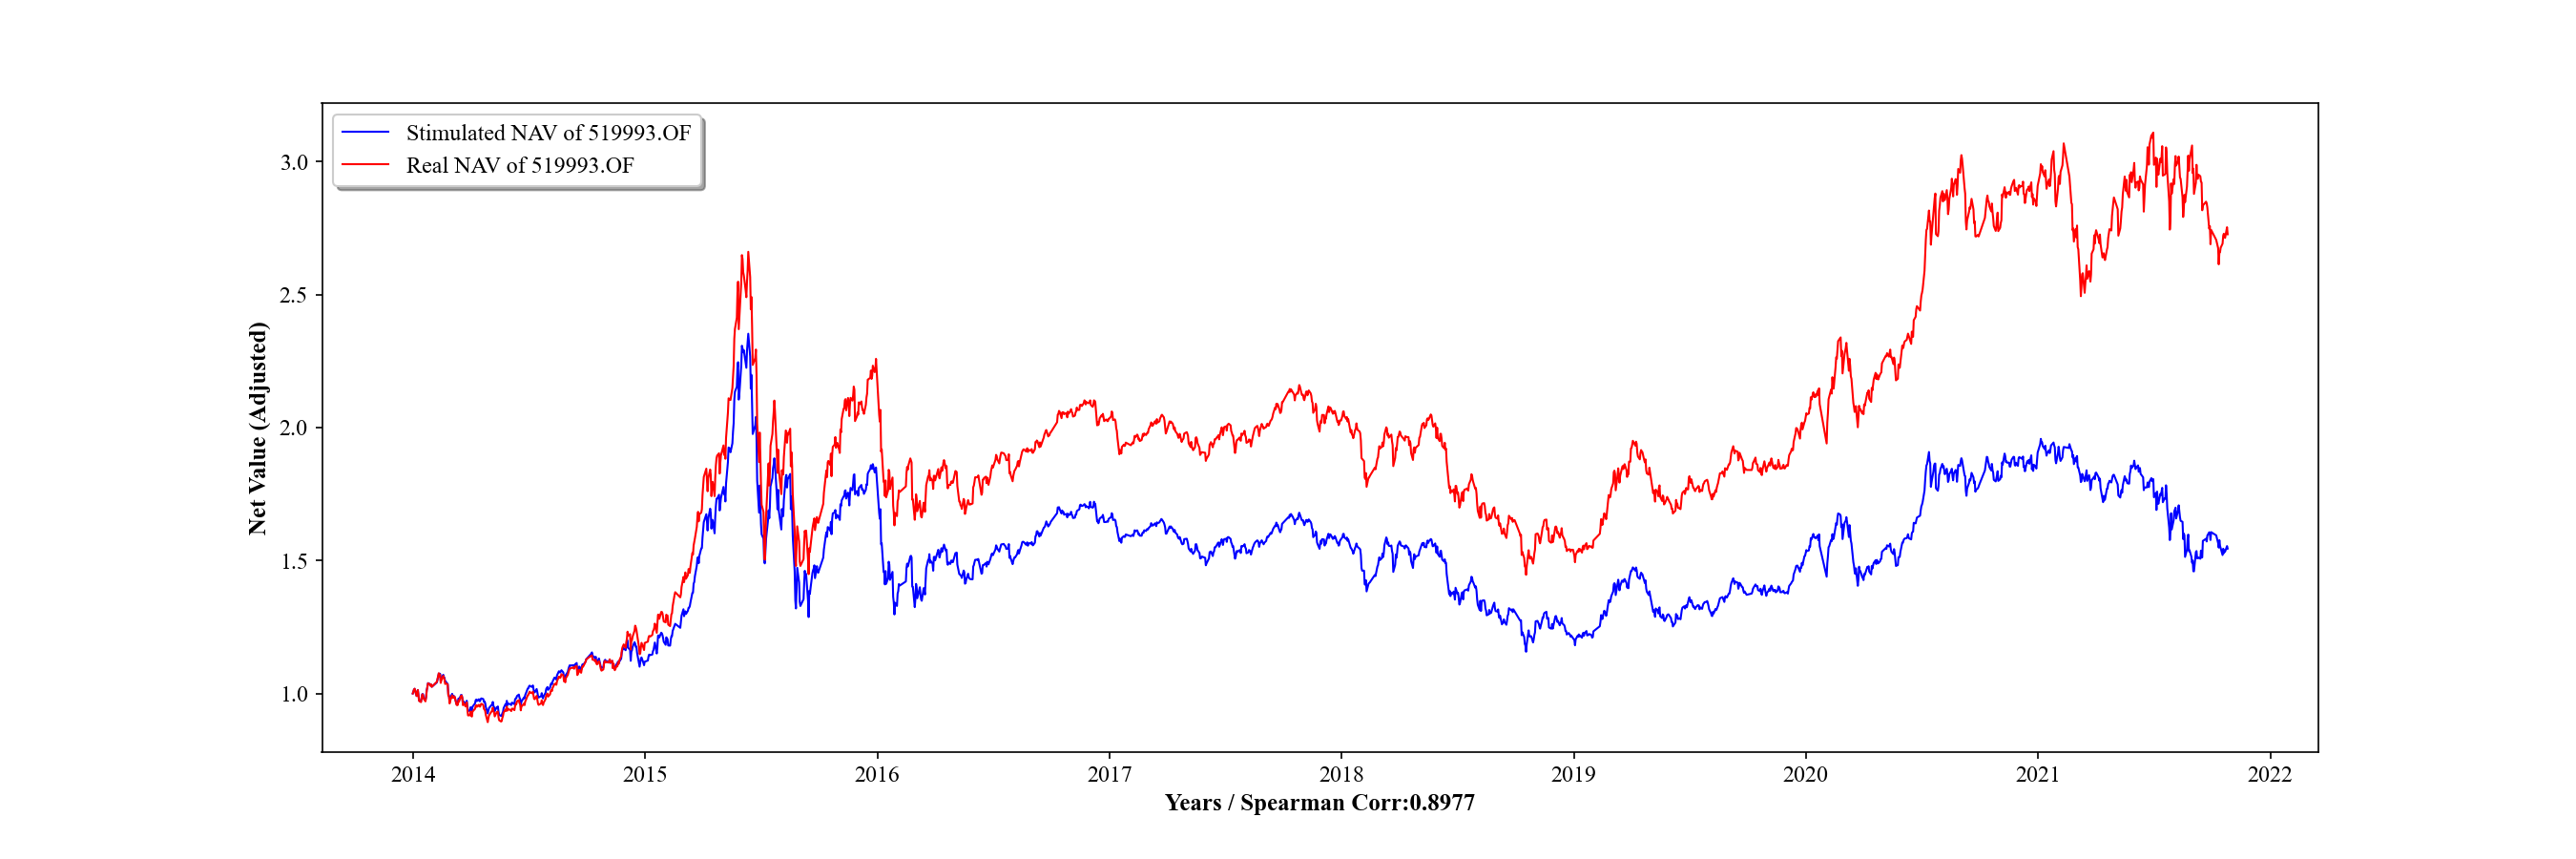 Stimulated NAV of 519993.OF
Real NAV of 519993.OF
3.0
2.5
2.0
1.5
1.0
Net Value (Adjusted)
2014 2015 2016 2017 2018 2019 2020 2021 2022
Years / Spearman Corr:0.8977